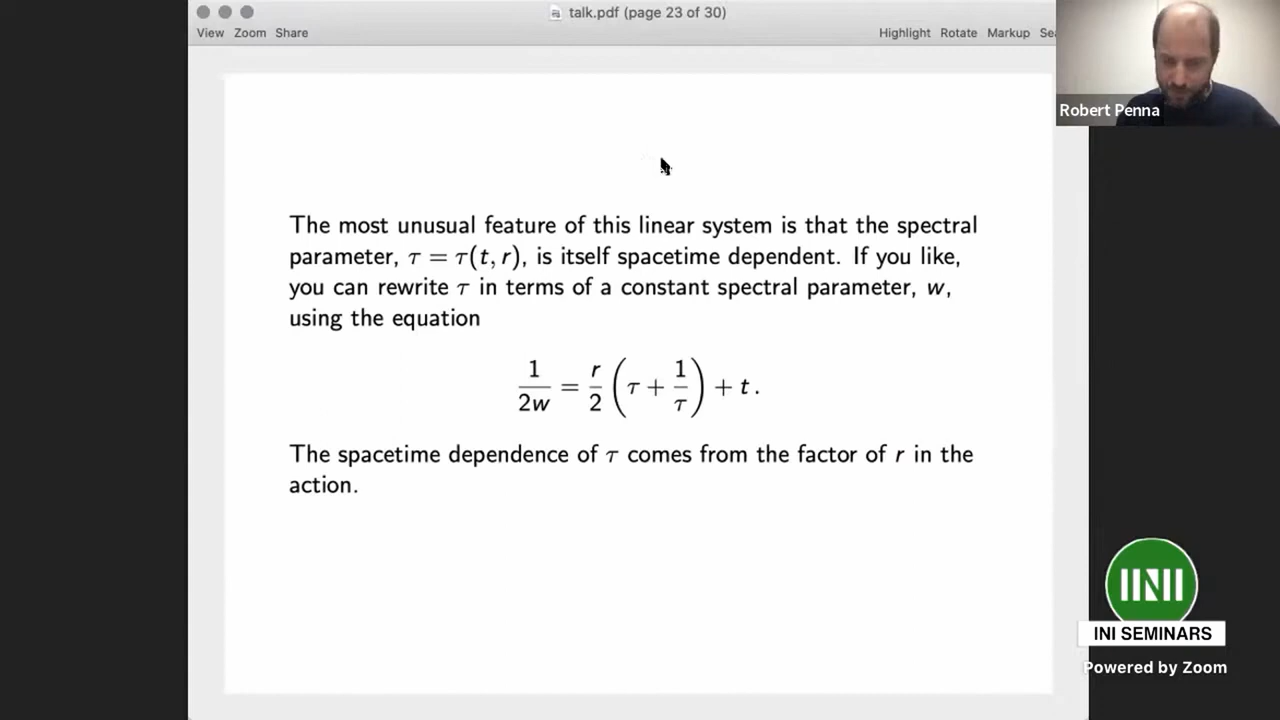 talk.pdf (page 23 of 30)
View Zoom Share Highlight Rotate Markup Sea
Robert Penna
The most unusual feature of this linear system is that the spectral
parameter, τ = τ(t, r), is itself spacetime dependent. If you like,
you can rewrite τ in terms of a constant spectral parameter, w,
using the equation
1/2w = r/2 (τ + 1/τ) + t.
The spacetime dependence of τ comes from the factor of r in the
action.
INI SEMINARS
Powered by Zoom